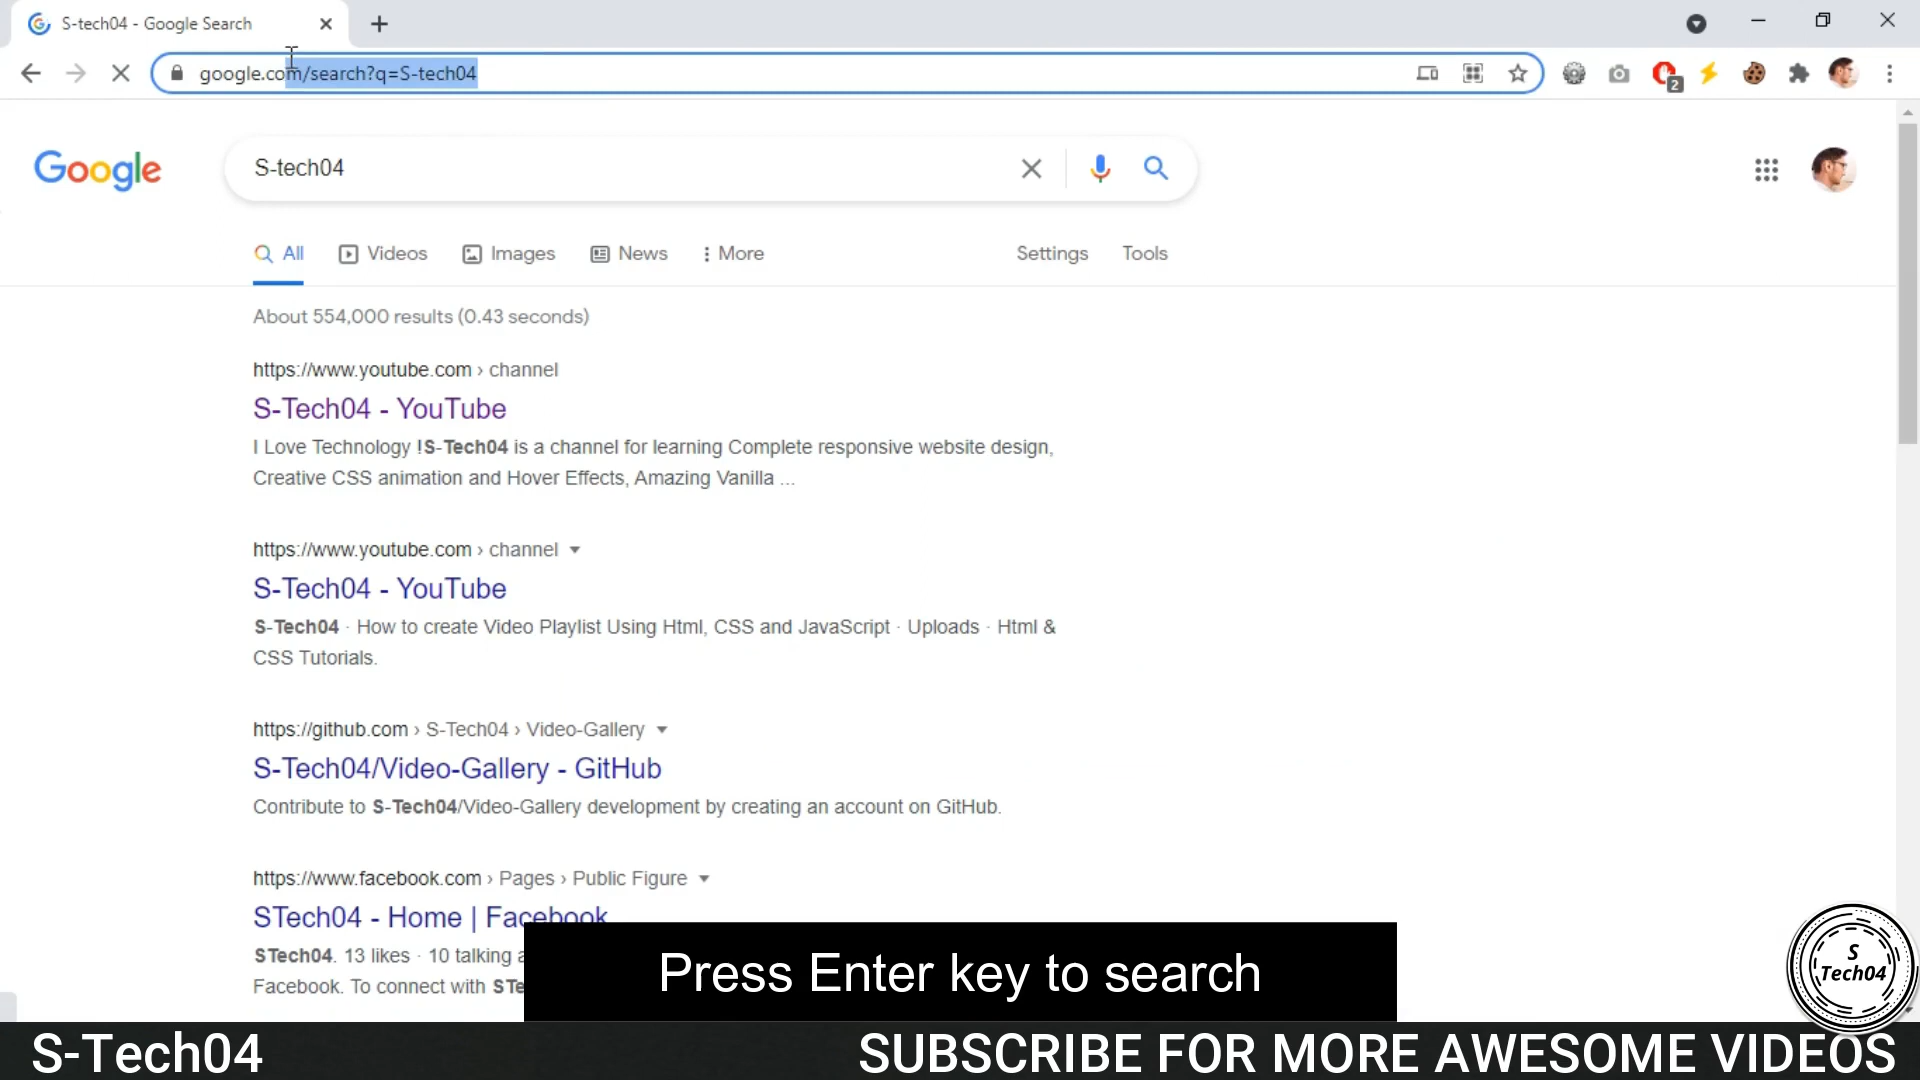 S-tech04 - Google Search
google.com/search?q=S-tech04
2
Google
S-tech04
All
Videos
Images
News
More
Settings
Tools
About 554,000 results (0.43 seconds)
https://www.youtube.com › channel
S-Tech04 - YouTube
I Love Technology !S-Tech04 is a channel for learning Complete responsive website design,
Creative CSS animation and Hover Effects, Amazing Vanilla ...
https://www.youtube.com › channel
S-Tech04 - YouTube
S-Tech04 · How to create Video Playlist Using Html, CSS and JavaScript · Uploads · Html &
CSS Tutorials.
https://github.com › S-Tech04 › Video-Gallery
S-Tech04/Video-Gallery - GitHub
Contribute to S-Tech04/Video-Gallery development by creating an account on GitHub.
https://www.facebook.com › Pages › Public Figure
STech04 - Home | Facebook
STech04. 13 likes · 10 talking
Facebook. To connect with STe
Press Enter key to search
S
Tech04
S-Tech04
SUBSCRIBE FOR MORE AWESOME VIDEOS